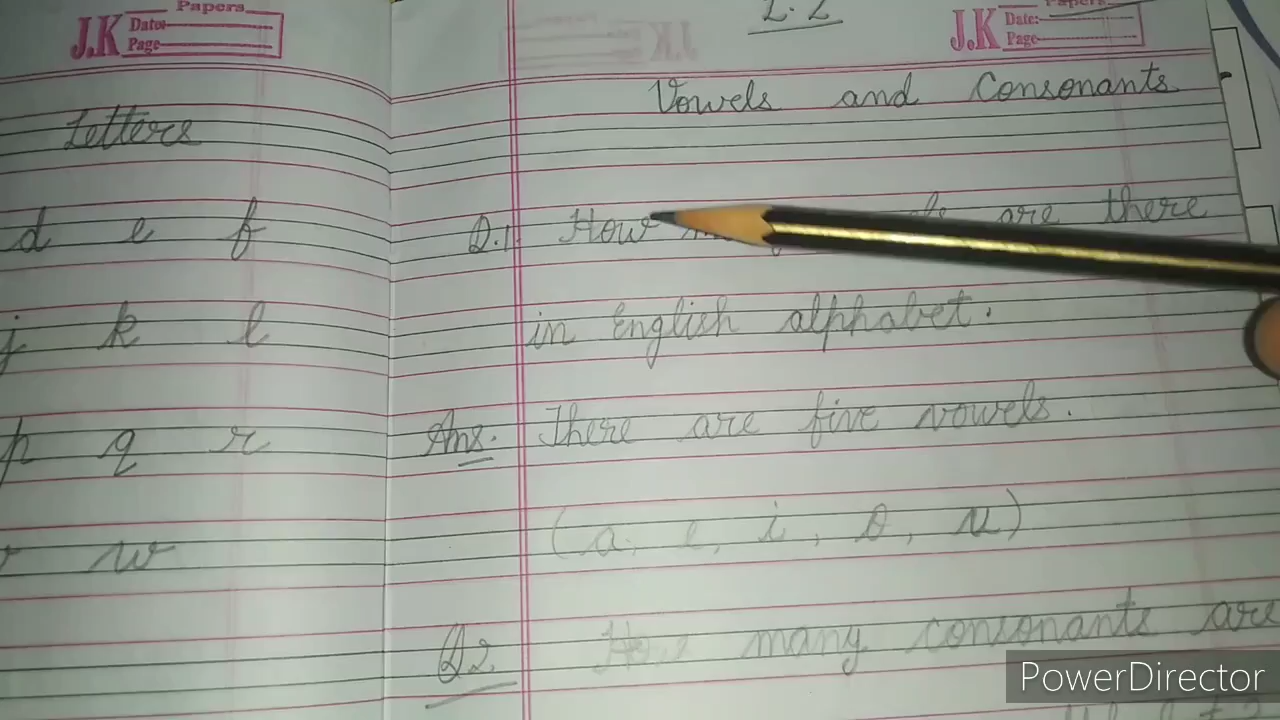 Papers
J.K Date:
Page
Letters
d e f
j k l
p q r
w
L.2
Papers
J.K Date:
Page
Vowels and Consonants
Q.1. How are there
in English alphabet.
Ans. There are five vowels.
(a, e, i, o, u)
Q2. How many consonants are
PowerDirector